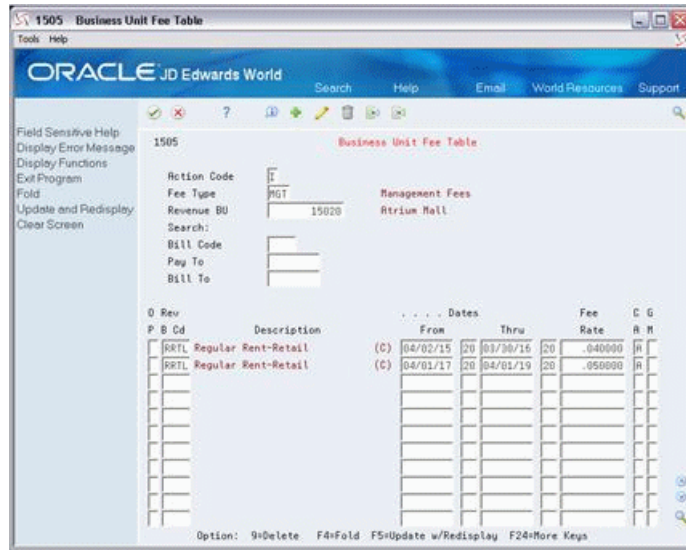 1505 Business Unit Fee Table
Tools Help
ORACLE JD Edwards World
Search Help Email World Resources Support
Field Sensitive Help
Display Error Message
Display Functions
Exit Program
Fold
Update and Redisplay
Clear Screen
1505 Business Unit Fee Table
Action Code I
Fee Type MGT Management Fees
Revenue BU 15020 Atrium Mall
Search:
Bill Code
Pay To
Bill To
O Rev . . . . Dates Fee C G
P B Cd Description From Thru Rate A M
RRTL Regular Rent-Retail (C) 04/02/15 20 03/30/16 20 .040000 A
RRTL Regular Rent-Retail (C) 04/01/17 20 04/01/19 20 .050000 A
Option: 9=Delete F4=Fold F5=Update w/Redisplay F24=More Keys